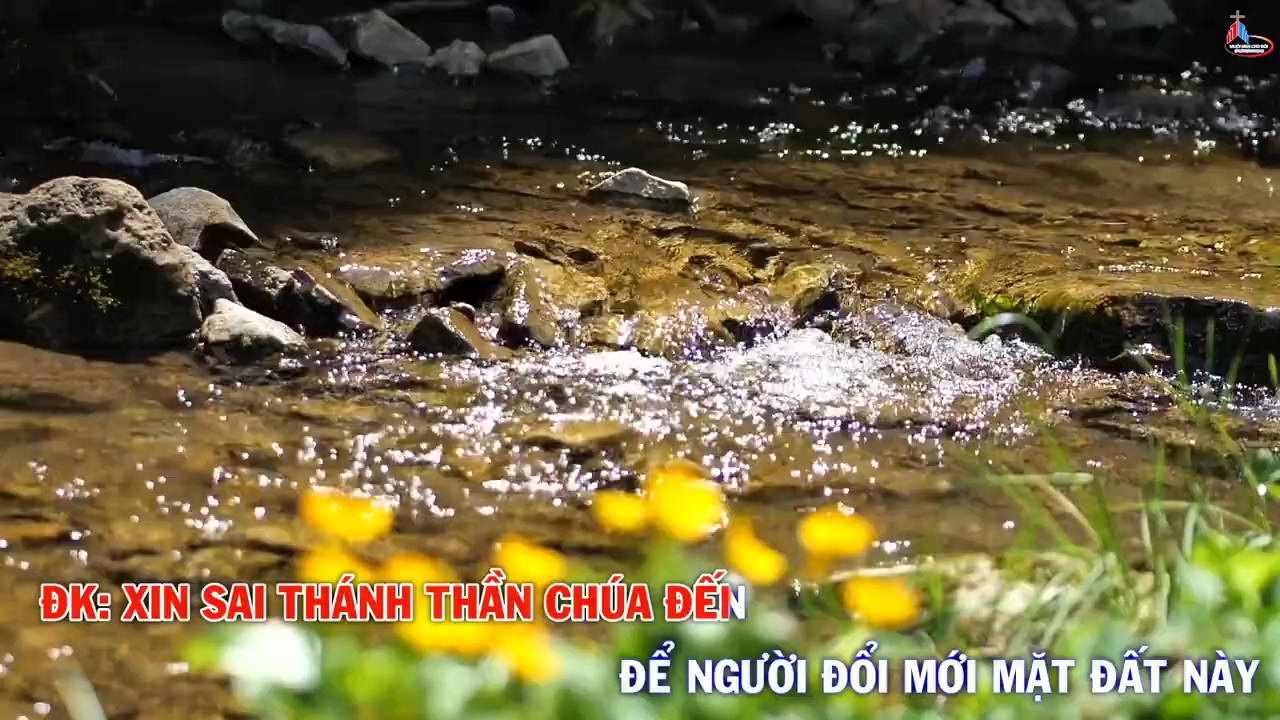 ĐK: XIN SAI THÁNH THẦN CHÚA ĐẾN
ĐỂ NGƯỜI ĐỔI MỚI MẶT ĐẤT NÀY